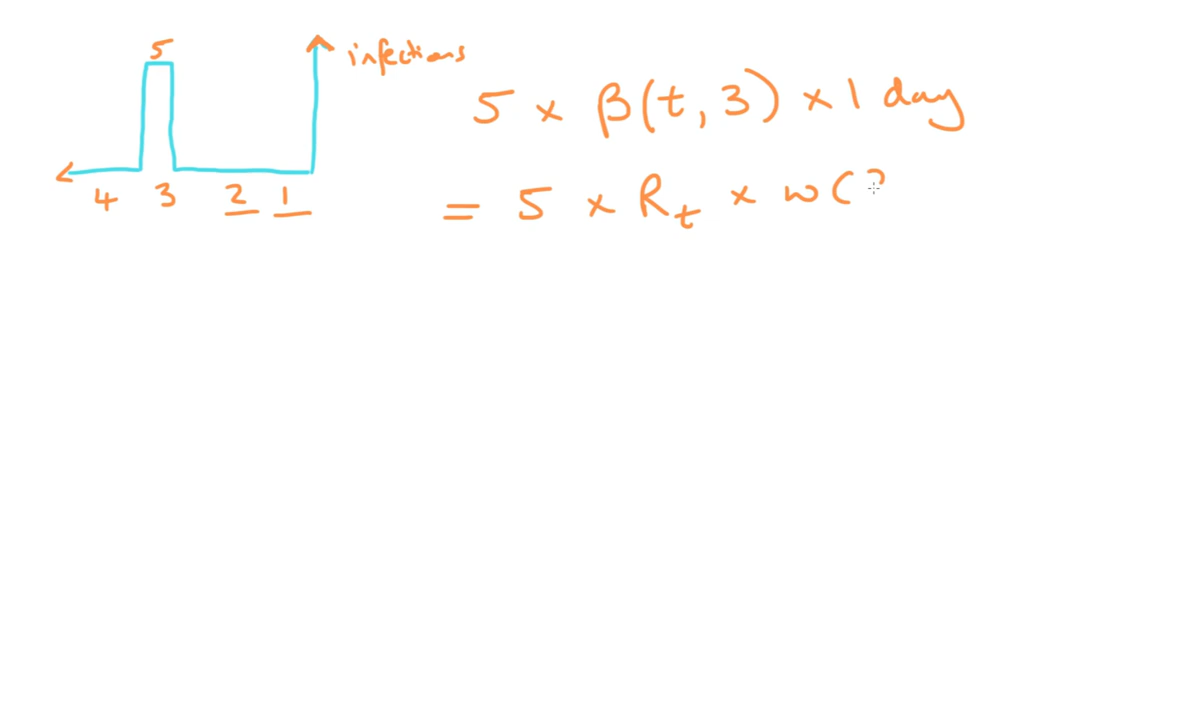 5
infections
4 3 2 1
5 × β(t, 3) × 1 day
= 5 × Rₜ × w(